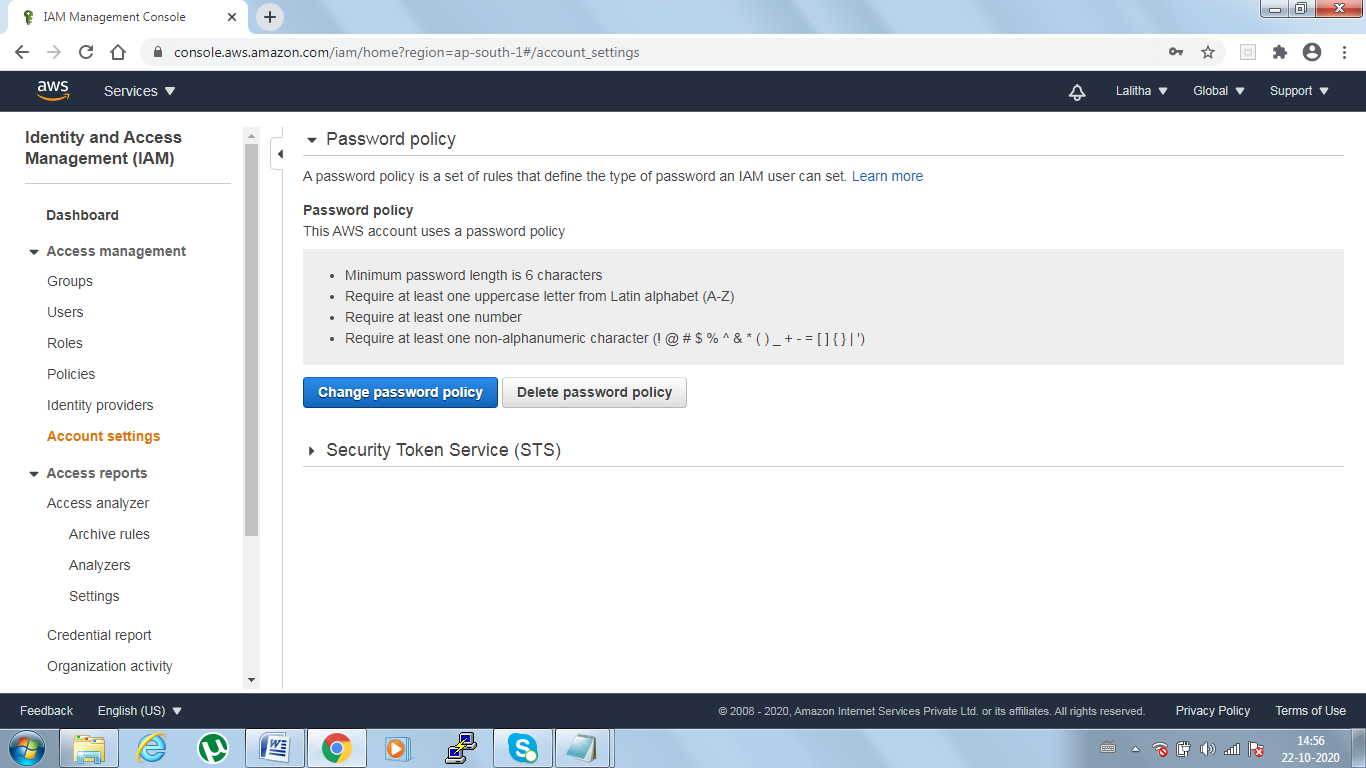 IAM Management Console
console.aws.amazon.com/iam/home?region=ap-south-1#/account_settings
aws
Services
Lalitha
Global
Support
Identity and Access
Management (IAM)
Dashboard
Access management
Groups
Users
Roles
Policies
Identity providers
Account settings
Access reports
Access analyzer
Archive rules
Analyzers
Settings
Credential report
Organization activity
Password policy
A password policy is a set of rules that define the type of password an IAM user can set. Learn more
Password policy
This AWS account uses a password policy
• Minimum password length is 6 characters
• Require at least one uppercase letter from Latin alphabet (A-Z)
• Require at least one number
• Require at least one non-alphanumeric character (! @ # $ % ^ & * ( ) _ + - = [ ] { } | ')
Change password policy
Delete password policy
Security Token Service (STS)
Feedback
English (US)
© 2008 - 2020, Amazon Internet Services Private Ltd. or its affiliates. All rights reserved.
Privacy Policy
Terms of Use
14:56
22-10-2020